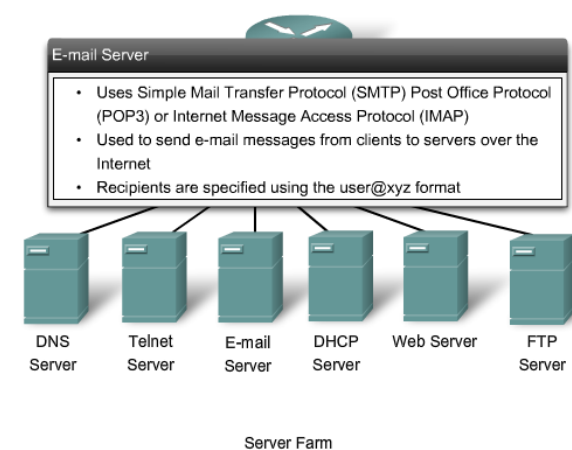 E-mail Server
• Uses Simple Mail Transfer Protocol (SMTP) Post Office Protocol
(POP3) or Internet Message Access Protocol (IMAP)
• Used to send e-mail messages from clients to servers over the
Internet
• Recipients are specified using the user@xyz format
DNS Server
Telnet Server
E-mail Server
DHCP Server
Web Server
FTP Server
Server Farm